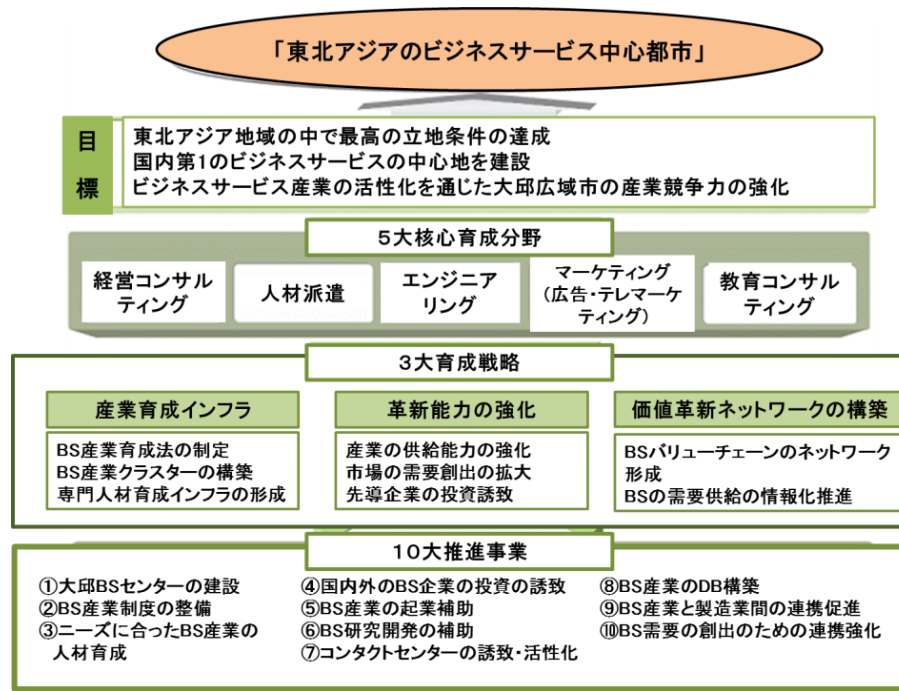 「東北アジアのビジネスサービス中心都市」
目標
東北アジア地域の中で最高の立地条件の達成
国内第1のビジネスサービスの中心地を建設
ビジネスサービス産業の活性化を通じた大邱広域市の産業競争力の強化
5大核心育成分野
経営コンサル
ティング
人材派遣
エンジニア
リング
マーケティング
(広告・テレマーケ
ティング)
教育コンサル
ティング
3大育成戦略
産業育成インフラ
BS産業育成法の制定
BS産業クラスターの構築
専門人材育成インフラの形成
革新能力の強化
産業の供給能力の強化
市場の需要創出の拡大
先導企業の投資誘致
価値革新ネットワークの構築
BSバリューチェーンのネットワーク
形成
BSの需要供給の情報化推進
10大推進事業
①大邱BSセンターの建設
②BS産業制度の整備
③ニーズに合ったBS産業の
人材育成
④国内外のBS企業の投資の誘致
⑤BS産業の起業補助
⑥BS研究開発の補助
⑦コンタクトセンターの誘致・活性化
⑧BS産業のDB構築
⑨BS産業と製造業間の連携促進
⑩BS需要の創出のための連携強化